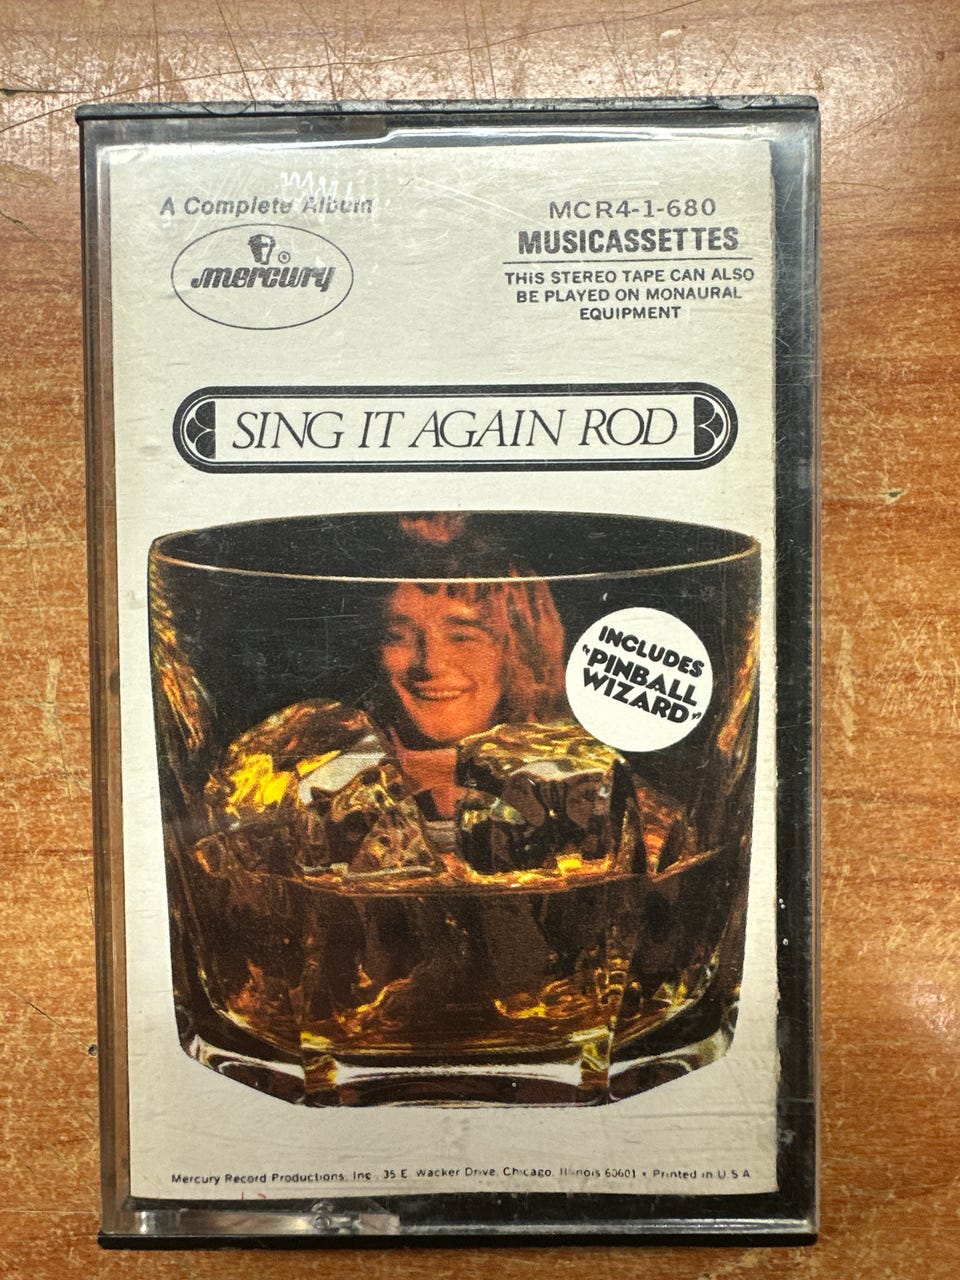 A Complete Album
mercury
®
MCR4-1-680
MUSICASSETTES
THIS STEREO TAPE CAN ALSO
BE PLAYED ON MONAURAL
EQUIPMENT
SING IT AGAIN ROD
INCLUDES
"PINBALL
WIZARD"
Mercury Record Productions, Inc., 35 E. Wacker Drive, Chicago, Illinois 60601 • Printed in U.S.A.